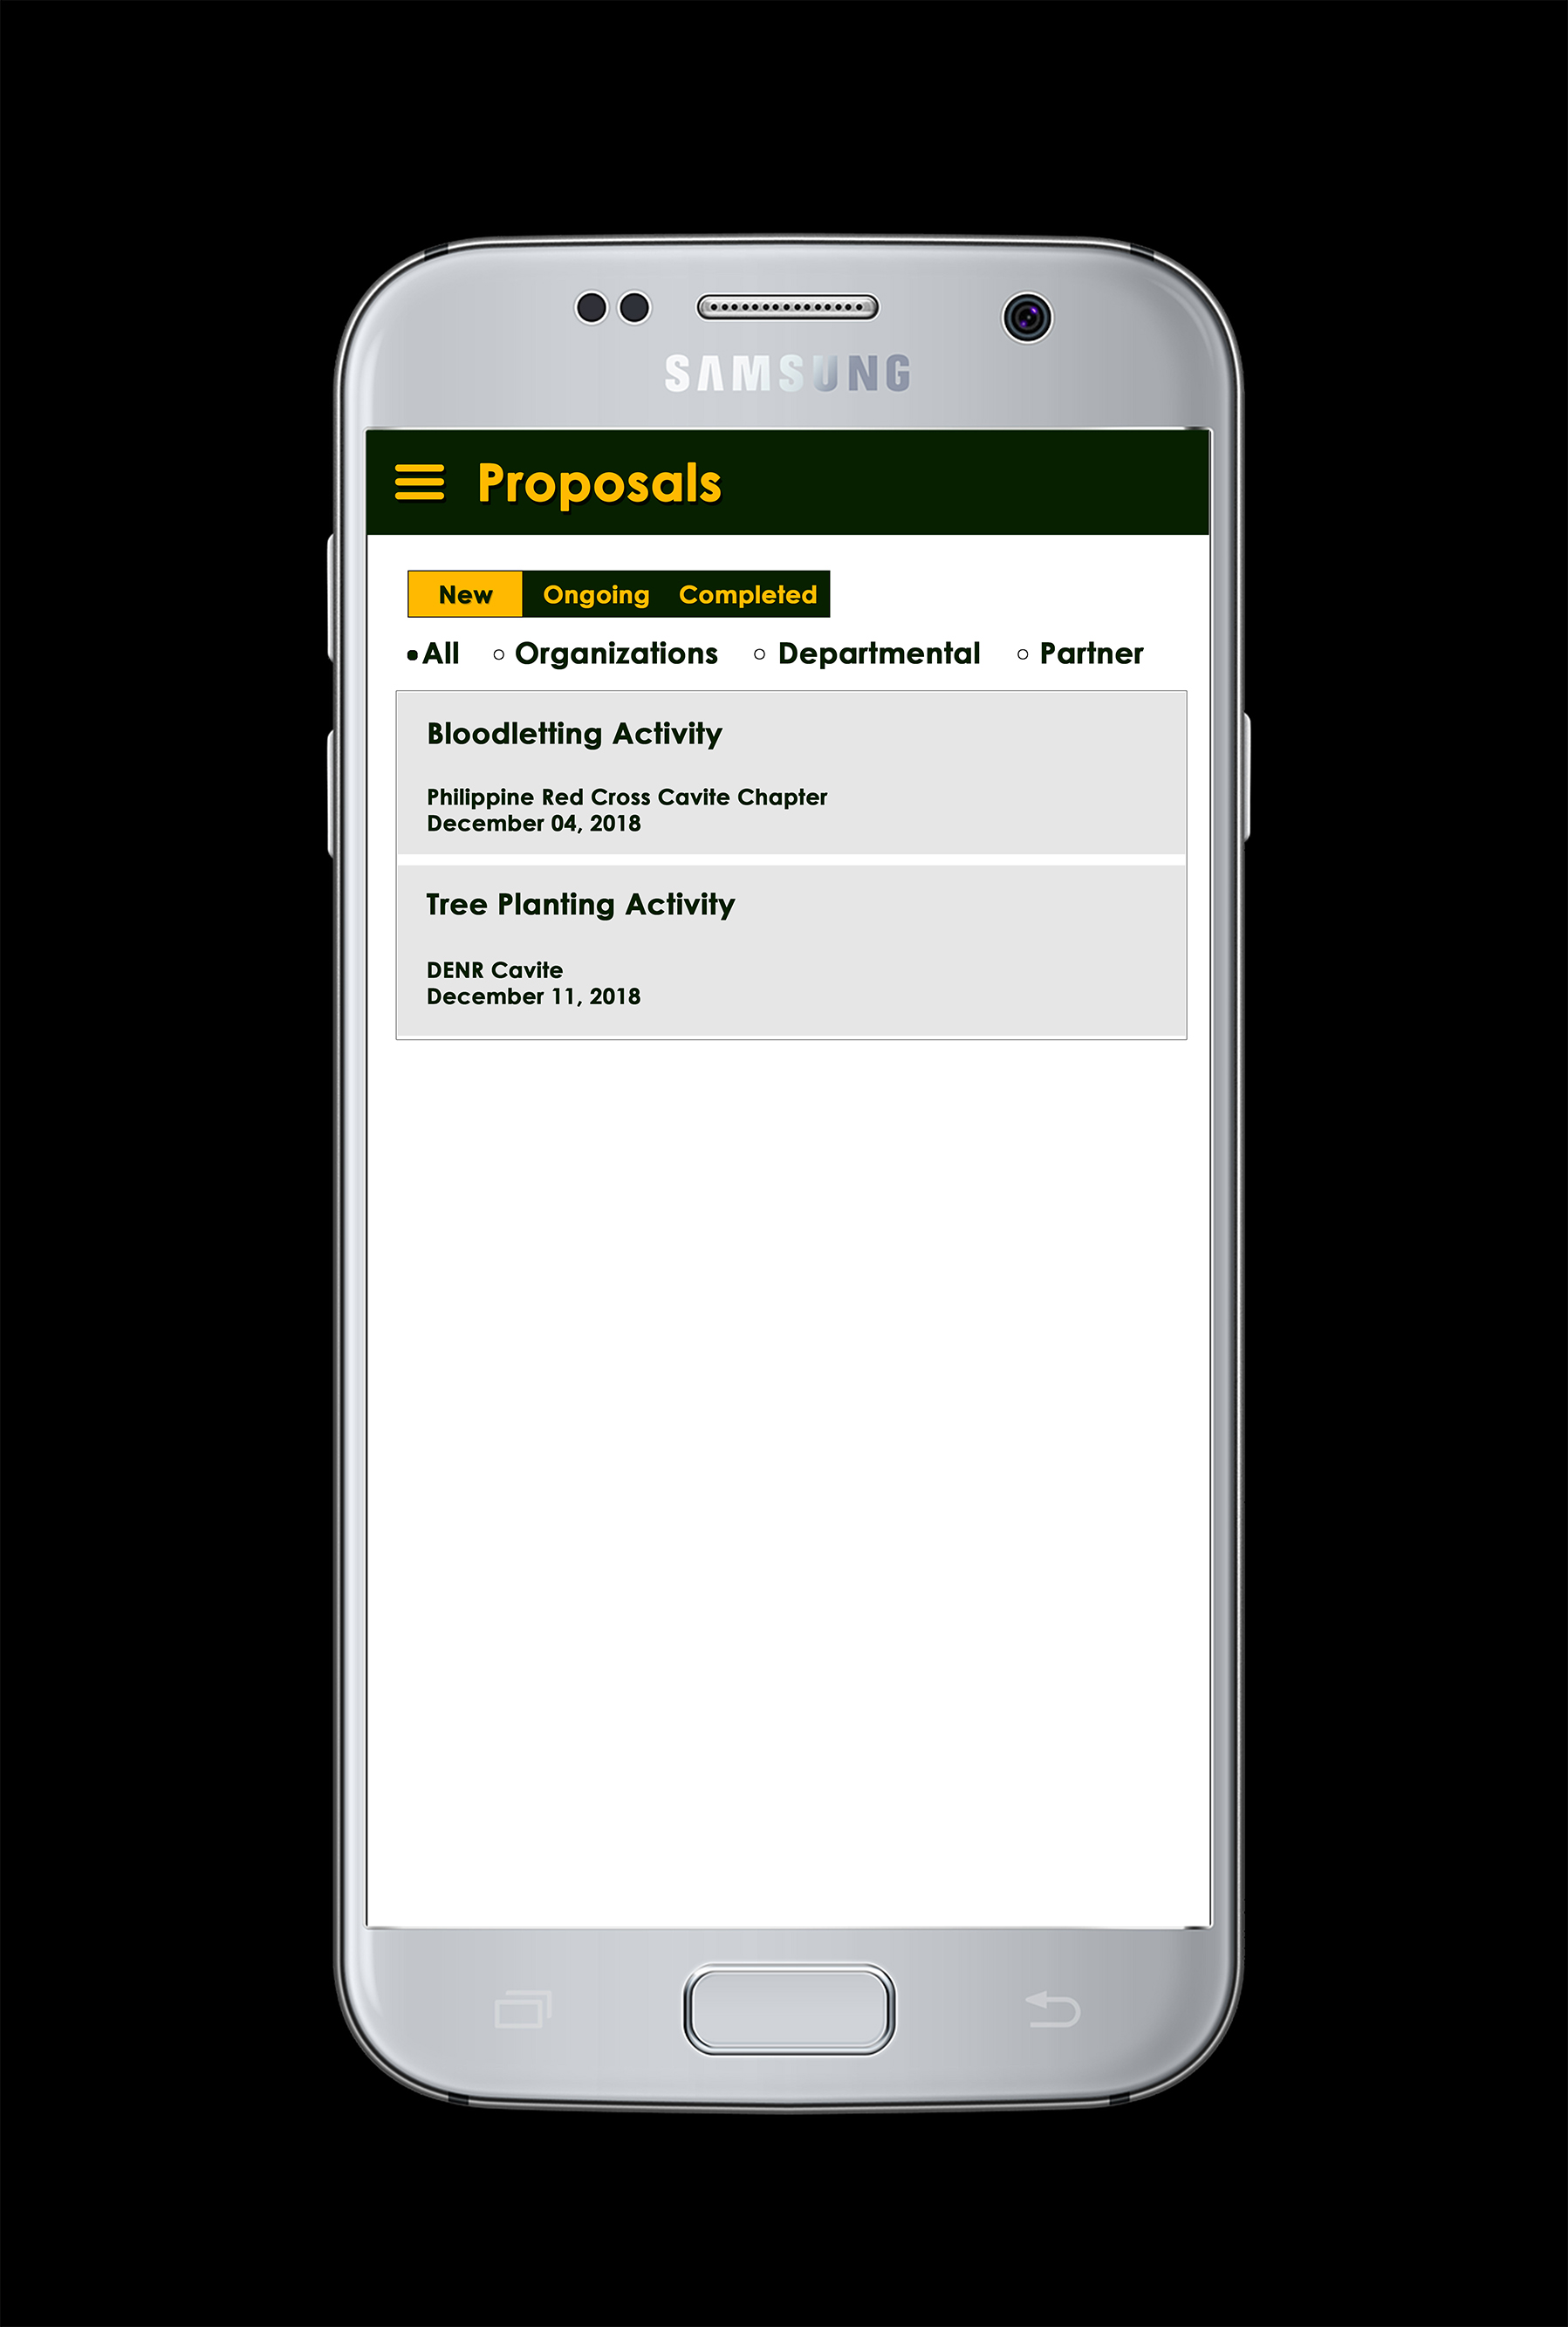 SAMSUNG
Proposals
New Ongoing Completed
All Organizations Departmental Partner
Bloodletting Activity
Philippine Red Cross Cavite Chapter
December 04, 2018
Tree Planting Activity
DENR Cavite
December 11, 2018